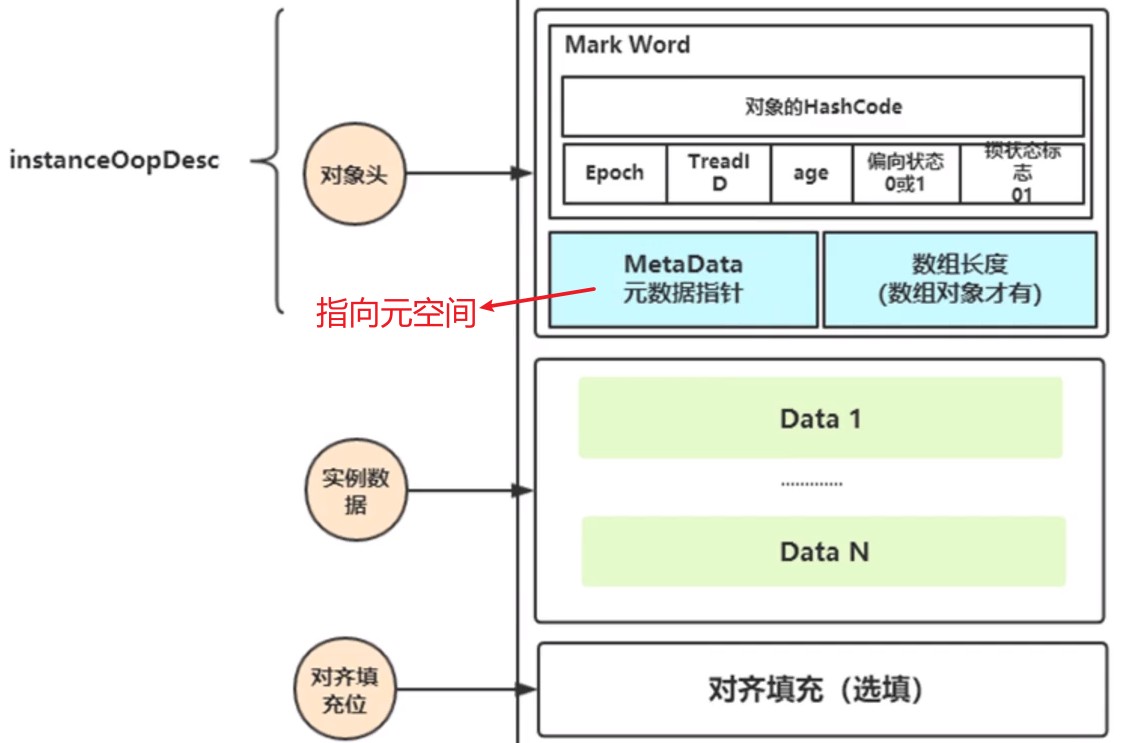 Mark Word
对象的HashCode
instanceOopDesc
对象头
Epoch
TreadI
D
age
偏向状态
0或1
锁状态标
志
01
MetaData
元数据指针
数组长度
(数组对象才有)
指向元空间
Data 1
.............
实例数
据
Data N
对齐填
充位
对齐填充（选填）